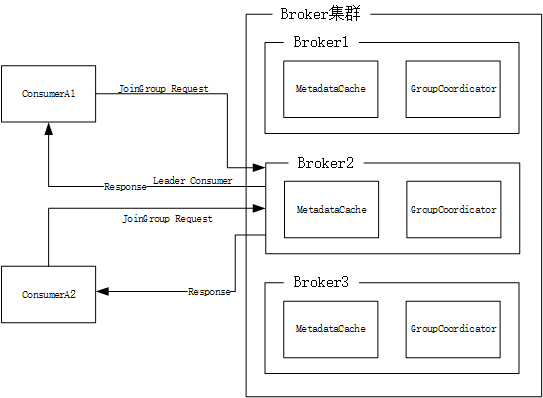 Broker集群
Broker1
MetadataCache
GroupCoordicator
ConsumerA1
JoinGroup Request
Broker2
Leader Consumer
Response
MetadataCache
GroupCoordicator
JoinGroup Request
ConsumerA2
Response
Broker3
MetadataCache
GroupCoordicator